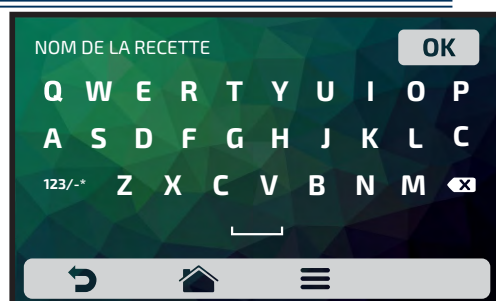 NOM DE LA RECETTE OK
Q W E R T Y U I O P
A S D F G H J K L C
123/-* Z X C V B N M